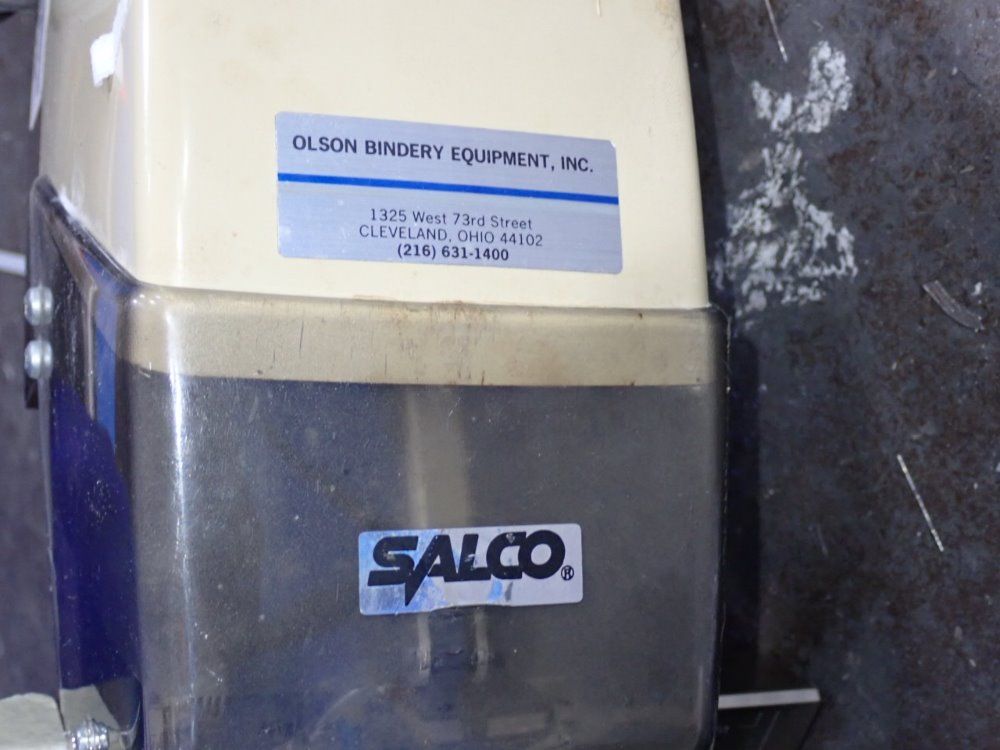 OLSON BINDERY EQUIPMENT, INC.
1325 West 73rd Street
CLEVELAND, OHIO 44102
(216) 631-1400
SALCO®